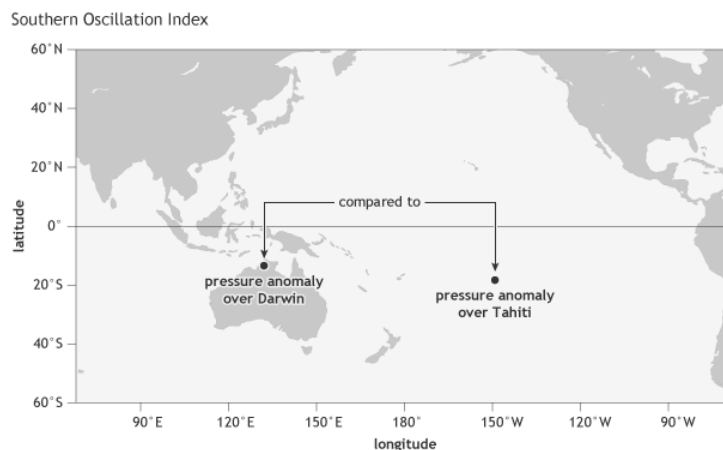 Southern Oscillation Index
60˚N
40˚N
20˚N
0˚
20˚S
40˚S
60˚S
latitude
compared to
pressure anomaly
over Darwin
pressure anomaly
over Tahiti
90˚E
120˚E
150˚E
180˚
150˚W
120˚W
90˚W
longitude